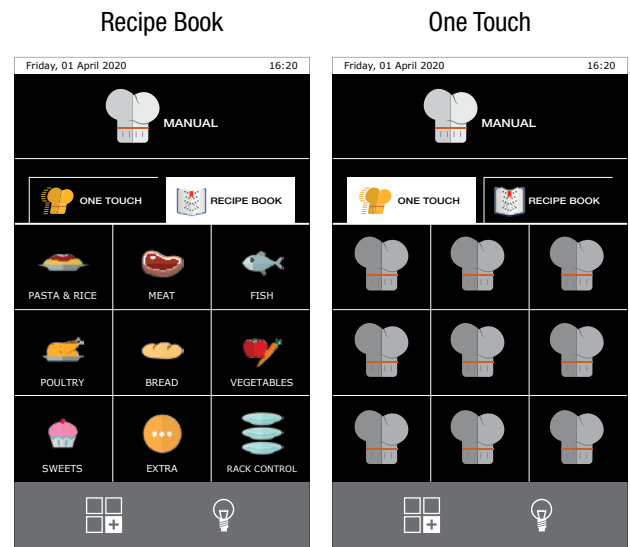 Recipe Book
One Touch
Friday, 01 April 2020 16:20
MANUAL
ONE TOUCH
RECIPE BOOK
PASTA & RICE
MEAT
FISH
POULTRY
BREAD
VEGETABLES
SWEETS
EXTRA
RACK CONTROL
Friday, 01 April 2020 16:20
MANUAL
ONE TOUCH
RECIPE BOOK